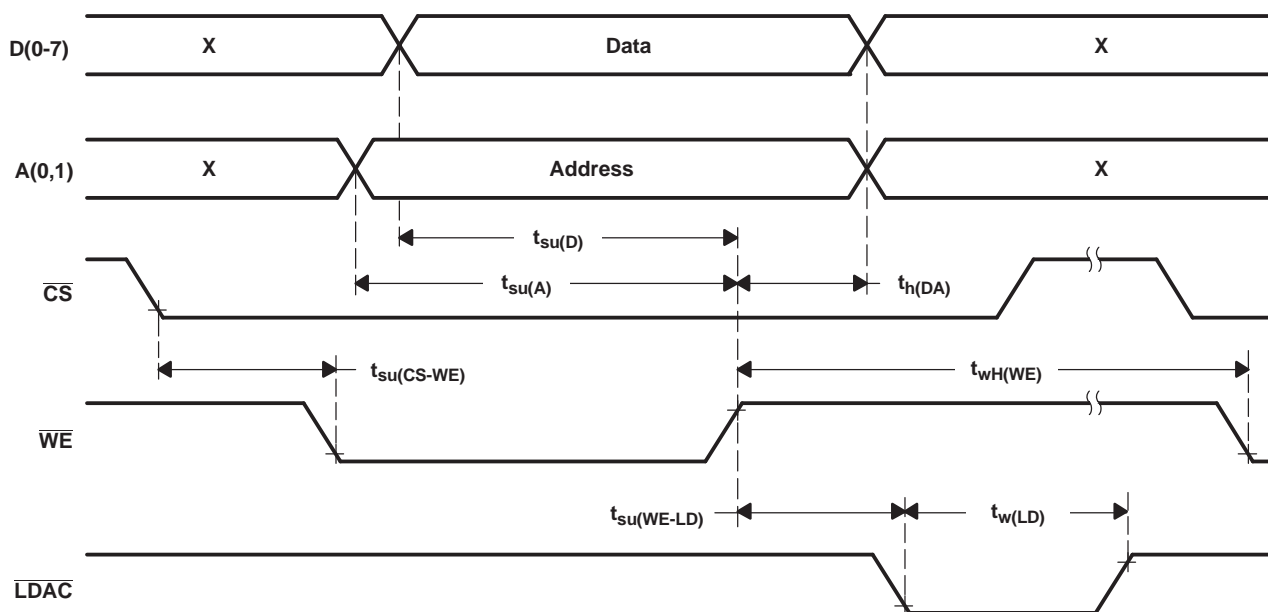 D(0-7) X Data X
A(0,1) X Address X
tsu(D)
CS tsu(A) th(DA)
tsu(CS-WE) twH(WE)
WE
tsu(WE-LD) tw(LD)
LDAC